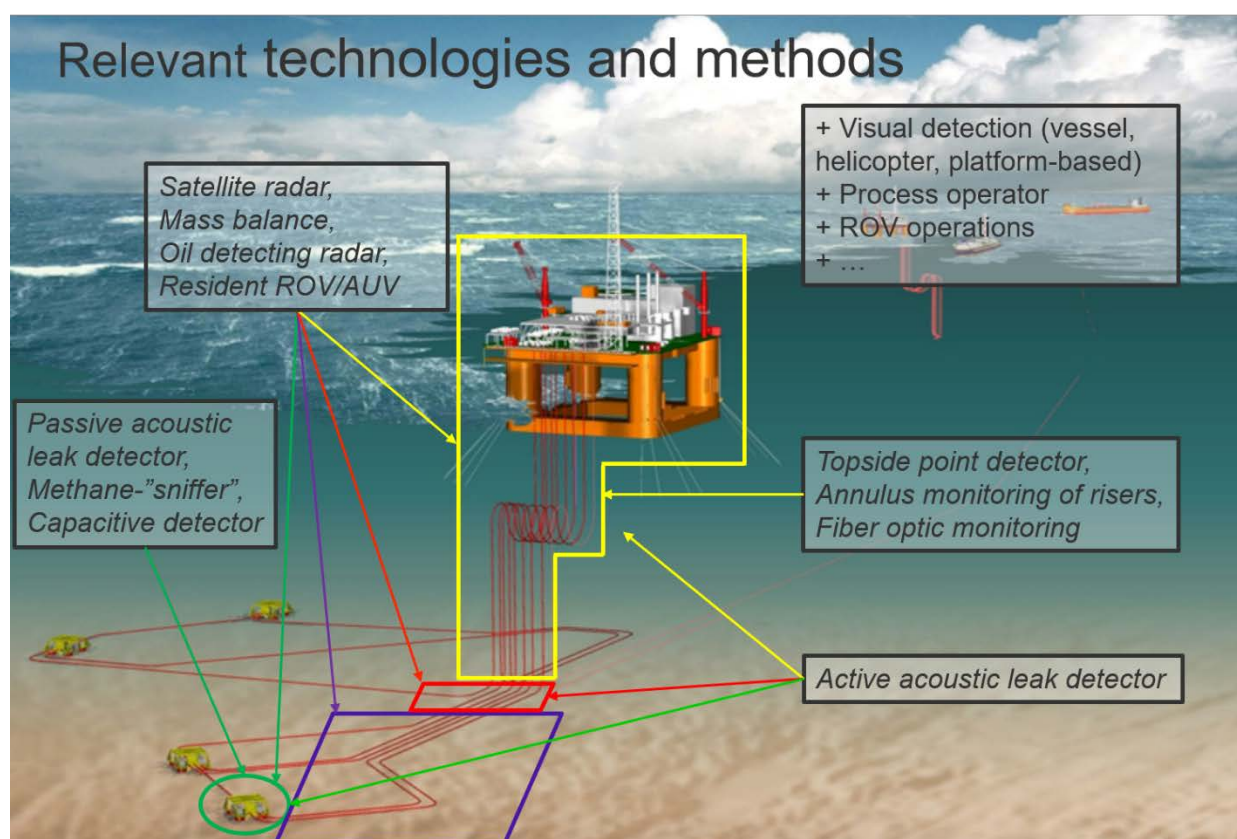 Relevant technologies and methods
+ Visual detection (vessel,
helicopter, platform-based)
+ Process operator
+ ROV operations
+ ...
Satellite radar,
Mass balance,
Oil detecting radar,
Resident ROV/AUV
Passive acoustic
leak detector,
Methane-”sniffer”,
Capacitive detector
Topside point detector,
Annulus monitoring of risers,
Fiber optic monitoring
Active acoustic leak detector